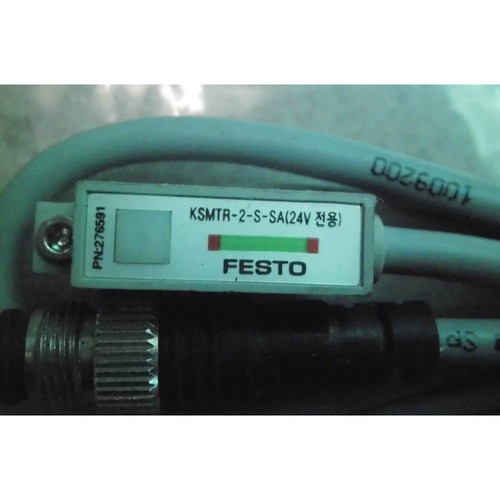 1009200
KSMTR-2-S-SA(24V 전용)
PN:276591
FESTO